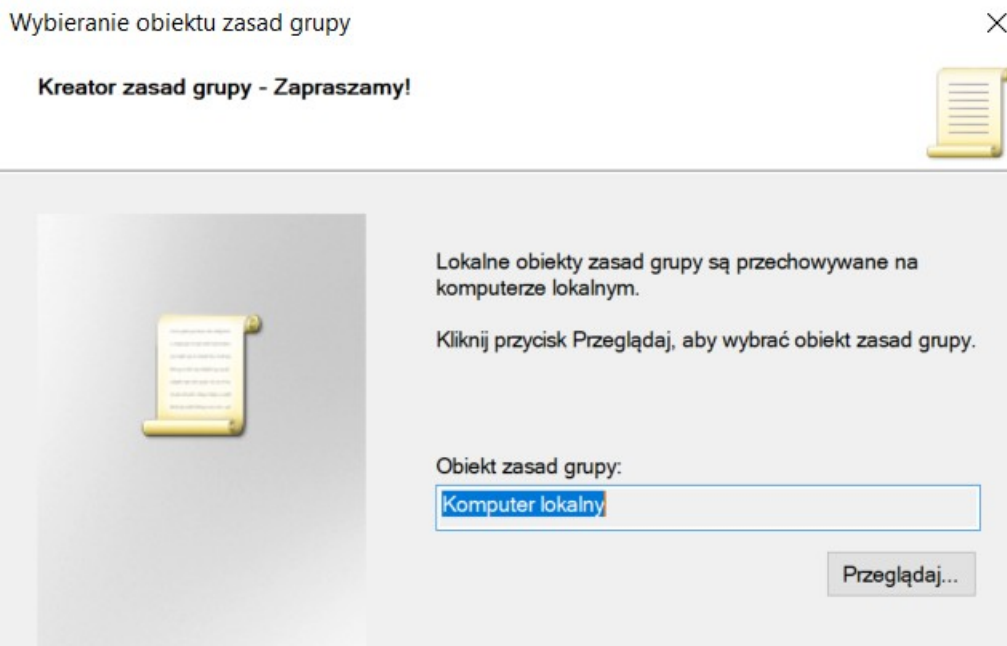 Wybieranie obiektu zasad grupy
Kreator zasad grupy - Zapraszamy!
Lokalne obiekty zasad grupy są przechowywane na
komputerze lokalnym.
Kliknij przycisk Przeglądaj, aby wybrać obiekt zasad grupy.
Obiekt zasad grupy:
Komputer lokalny
Przeglądaj...